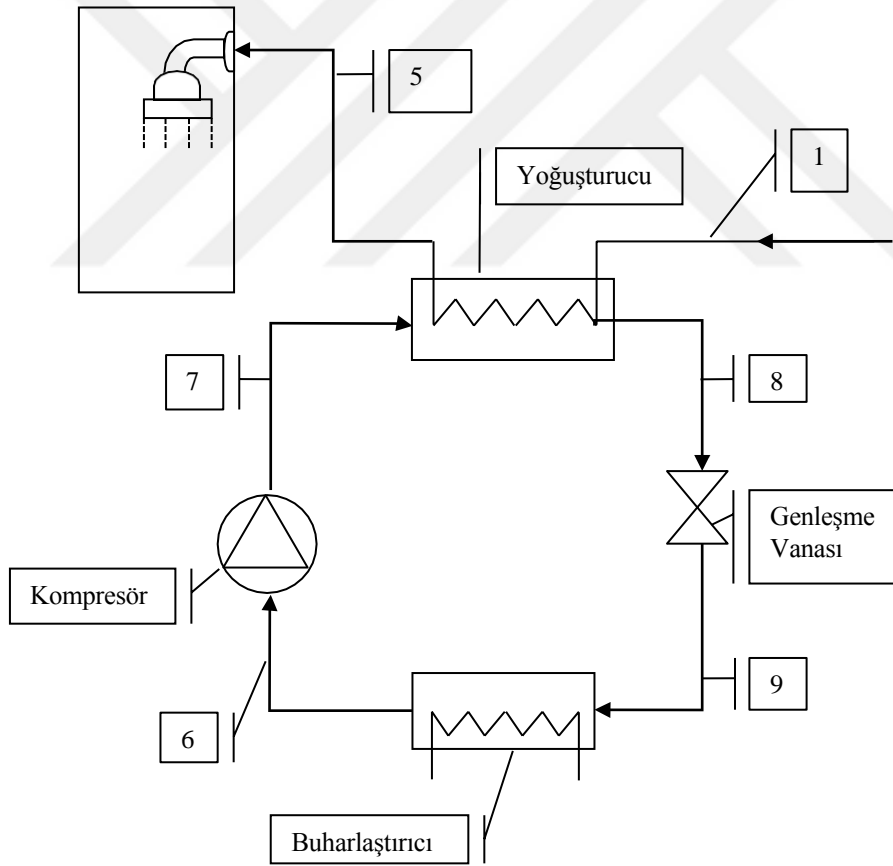 5
1
Yoğuşturucu
7
8
Genleşme
Vanası
Kompresör
9
6
Buharlaştırıcı